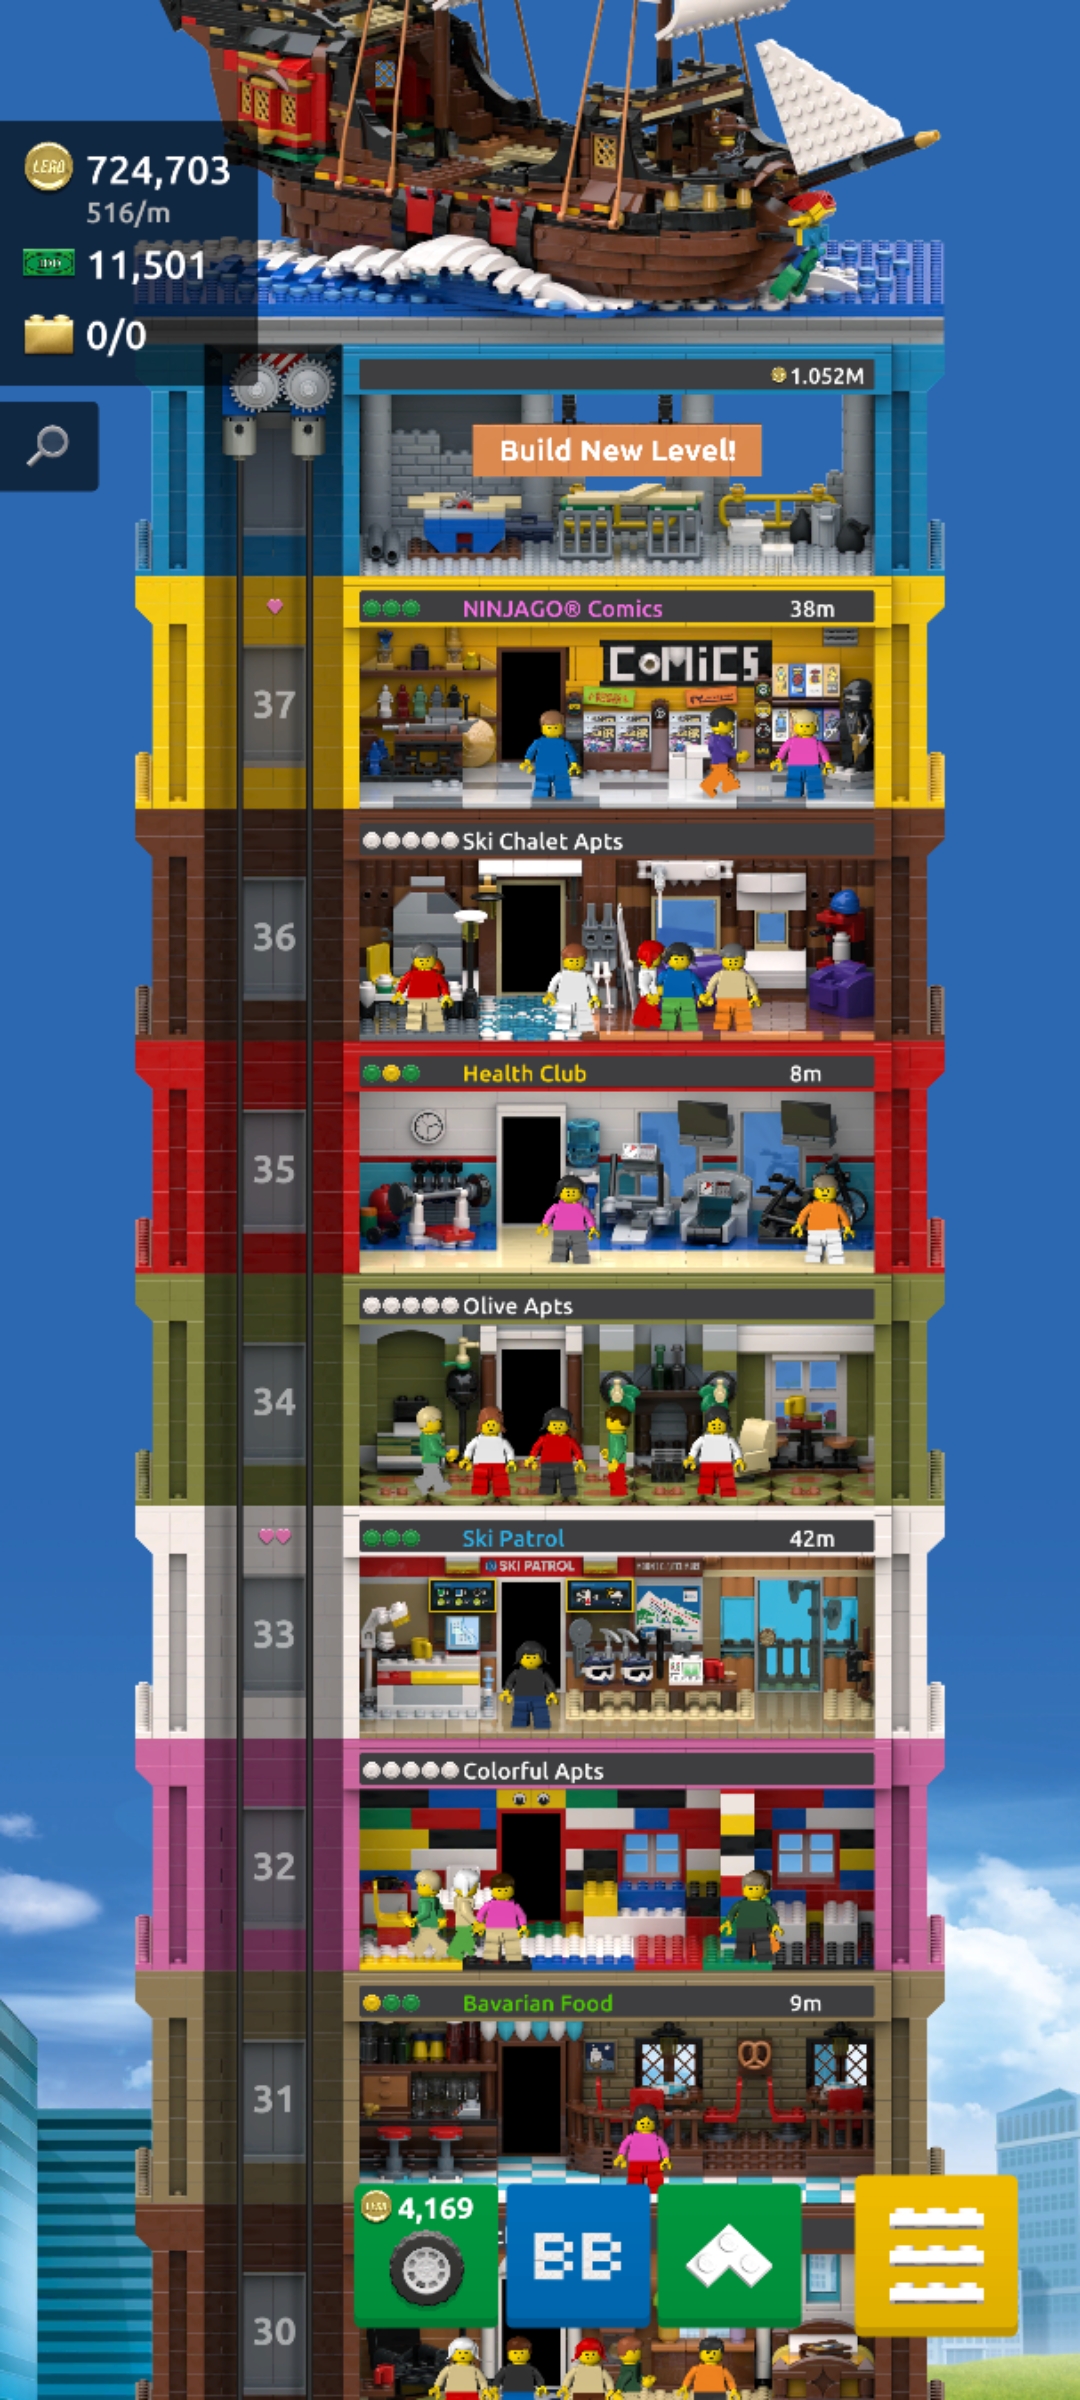 LEGO 724,703
516/m
11,501
0/0
1.052M
Build New Level!
NINJAGO® Comics 38m
COMiCS
37
Ski Chalet Apts
36
Health Club 8m
35
Olive Apts
34
Ski Patrol 42m
SKI PATROL
33
Colorful Apts
32
Bavarian Food 9m
31
4,169
BB
30